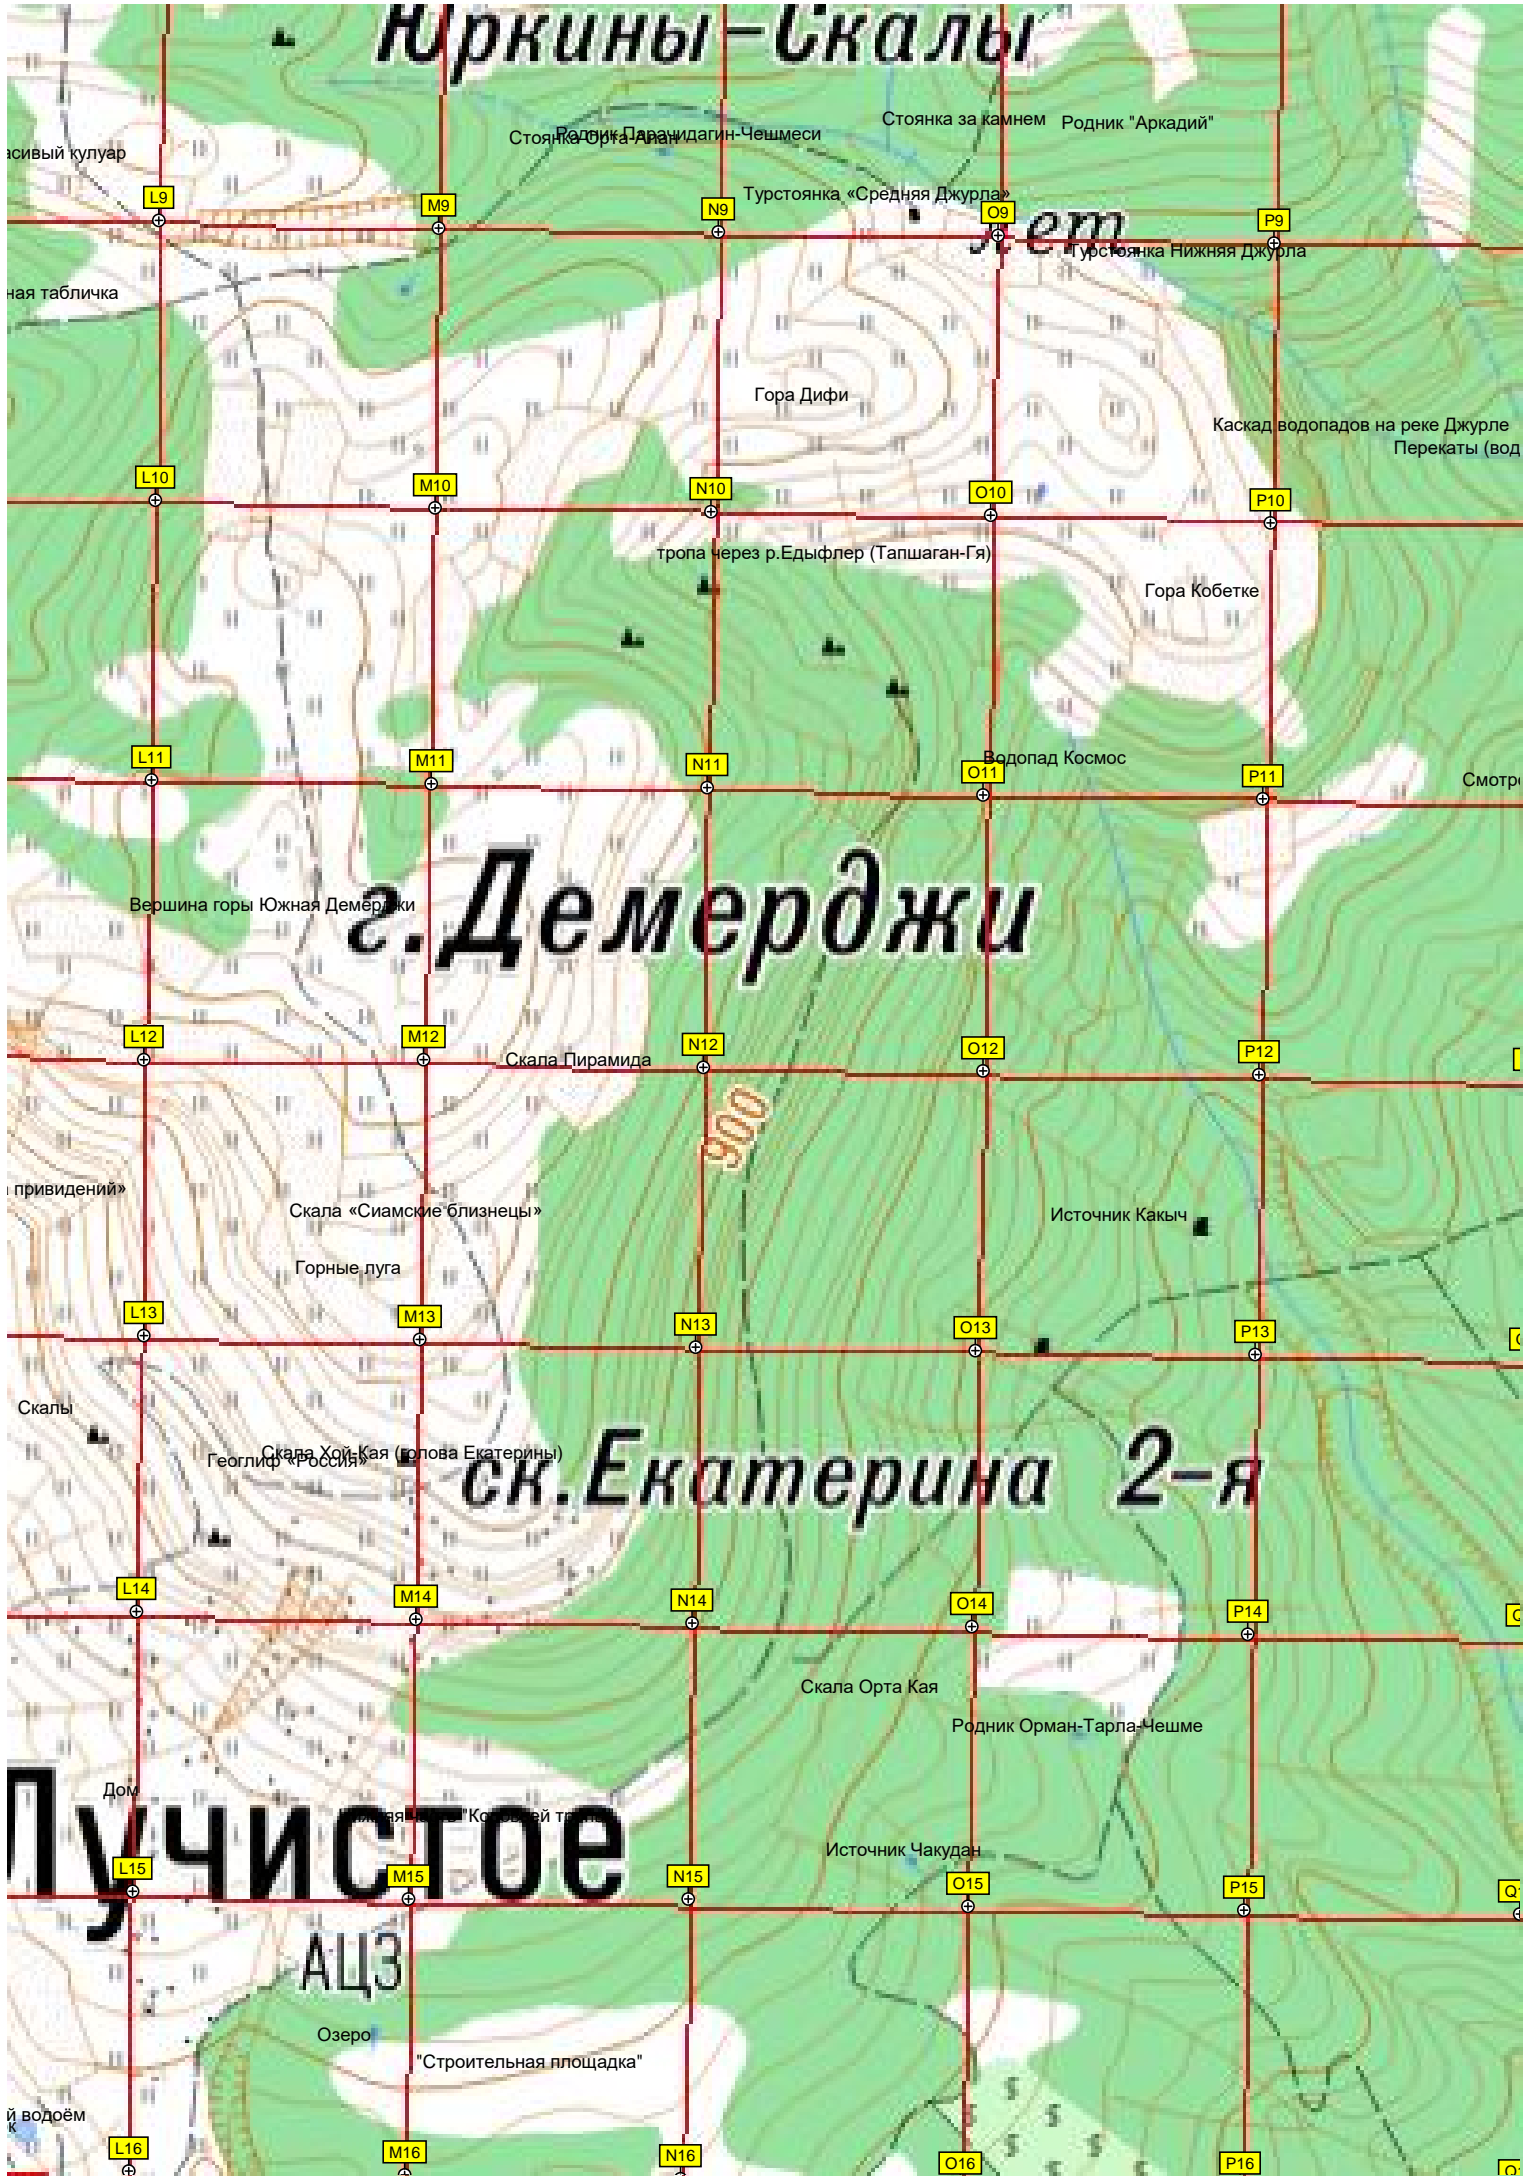 Юркины-Скалы
Стоянка за камнем
Родник "Аркадий"
Стоянка Орта-Алан
Родник Парачидагин-Чешмеси
асивый кулуар
L9
M9
N9
Турстоянка «Средняя Джурла»
O9
P9
лет.
Турстоянка Нижняя Джурла
ная табличка
Гора Дифи
Каскад водопадов на реке Джурле
Перекаты (вод
L10
M10
N10
O10
P10
тропа через р.Едыфлер (Тапшаган-Гя)
Гора Кобетке
L11
M11
N11
Водопад Космос
O11
P11
Смотр
г.Демерджи
Вершина горы Южная Демерджи
L12
M12
N12
O12
P12
Скала Пирамида
900
привидений»
Скала «Сиамские близнецы»
Источник Какыч
Горные луга
L13
M13
N13
O13
P13
Скалы
Скала Хой-Кая (голова Екатерины)
Геоглиф «Россия»
ск.Екатерина 2-я
L14
M14
N14
O14
P14
Скала Орта Кая
Родник Орман-Тарла-Чешме
Дом
Лучистое
Источник Чакудан
L15
M15
N15
O15
P15
АЦЗ
Озеро
"Строительная площадка"
й водоём
к
L16
M16
N16
O16
P16